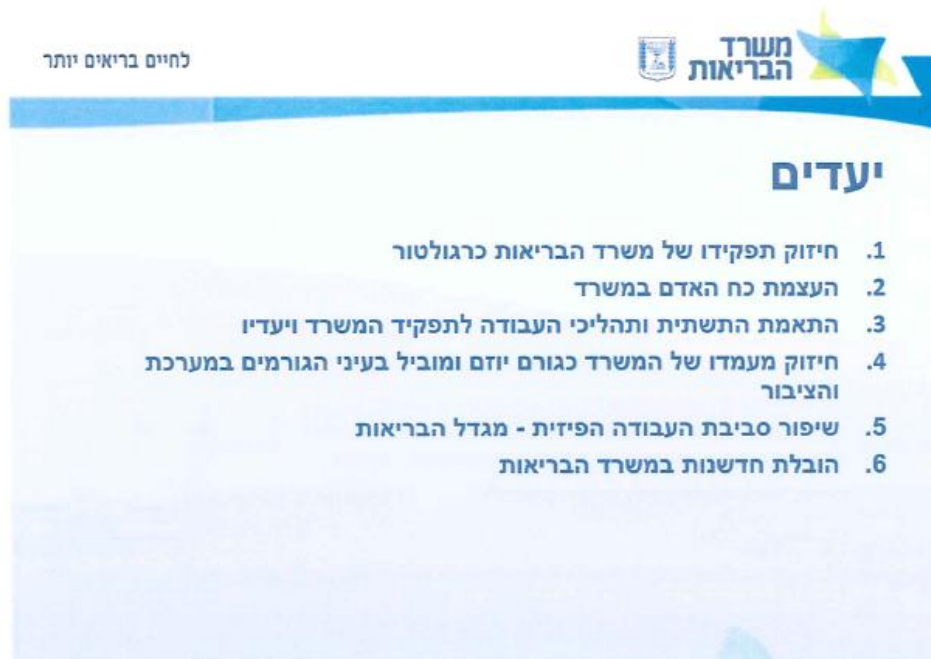 לחיים בריאים יותר
משרד
הבריאות
יעדים
1. חיזוק תפקידו של משרד הבריאות כרגולטור
2. העצמת כח האדם במשרד
3. התאמת התשתית ותהליכי העבודה לתפקיד המשרד ויעדיו
4. חיזוק מעמדו של המשרד כגורם יוזם ומוביל בעיני הגורמים במערכת
והציבור
5. שיפור סביבת העבודה הפיזית - מגדל הבריאות
6. הובלת חדשנות במשרד הבריאות